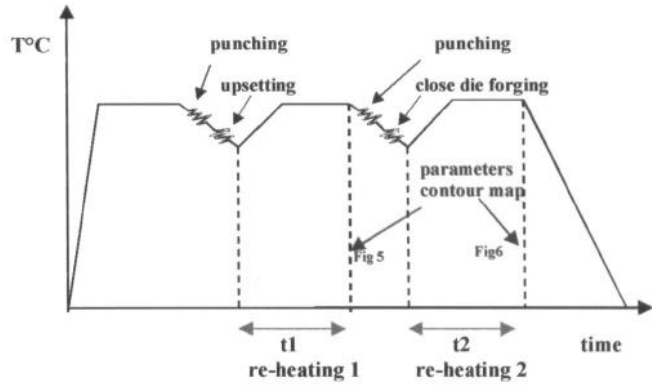 T°C
punching
punching
upsetting
close die forging
parameters
contour map
Fig 5
Fig6
t1
t2
time
re-heating 1
re-heating 2